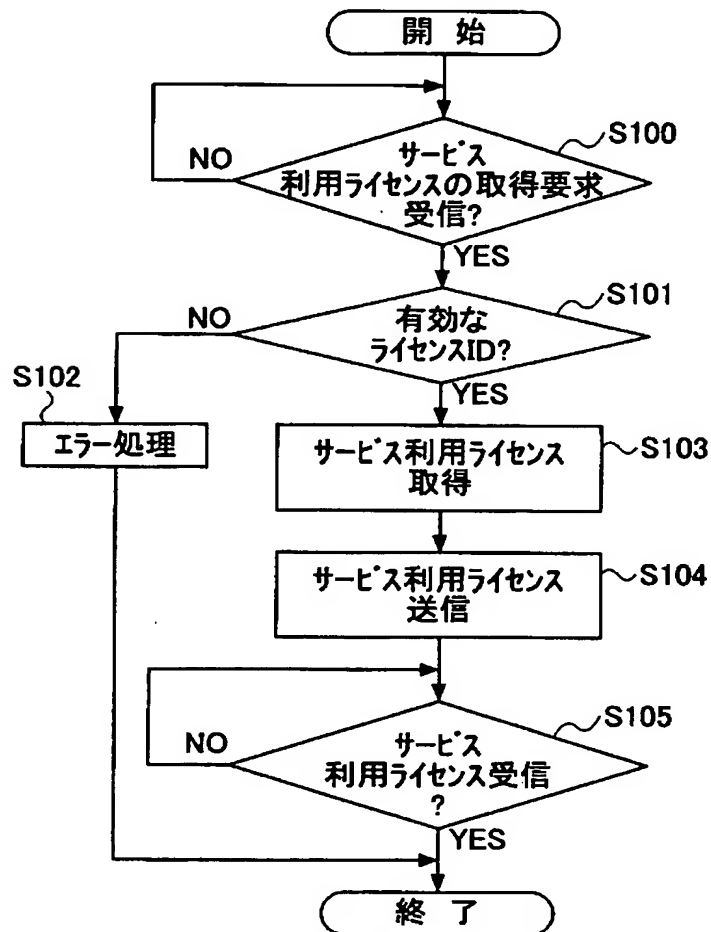 開 始
S100
サービス
利用ライセンスの取得要求
受信?
NO
YES
S101
有効な
ライセンスID?
NO
YES
S102
エラー処理
サービス利用ライセンス
取得
S103
サービス利用ライセンス
送信
S104
S105
サービス
利用ライセンス受信
?
NO
YES
終 了